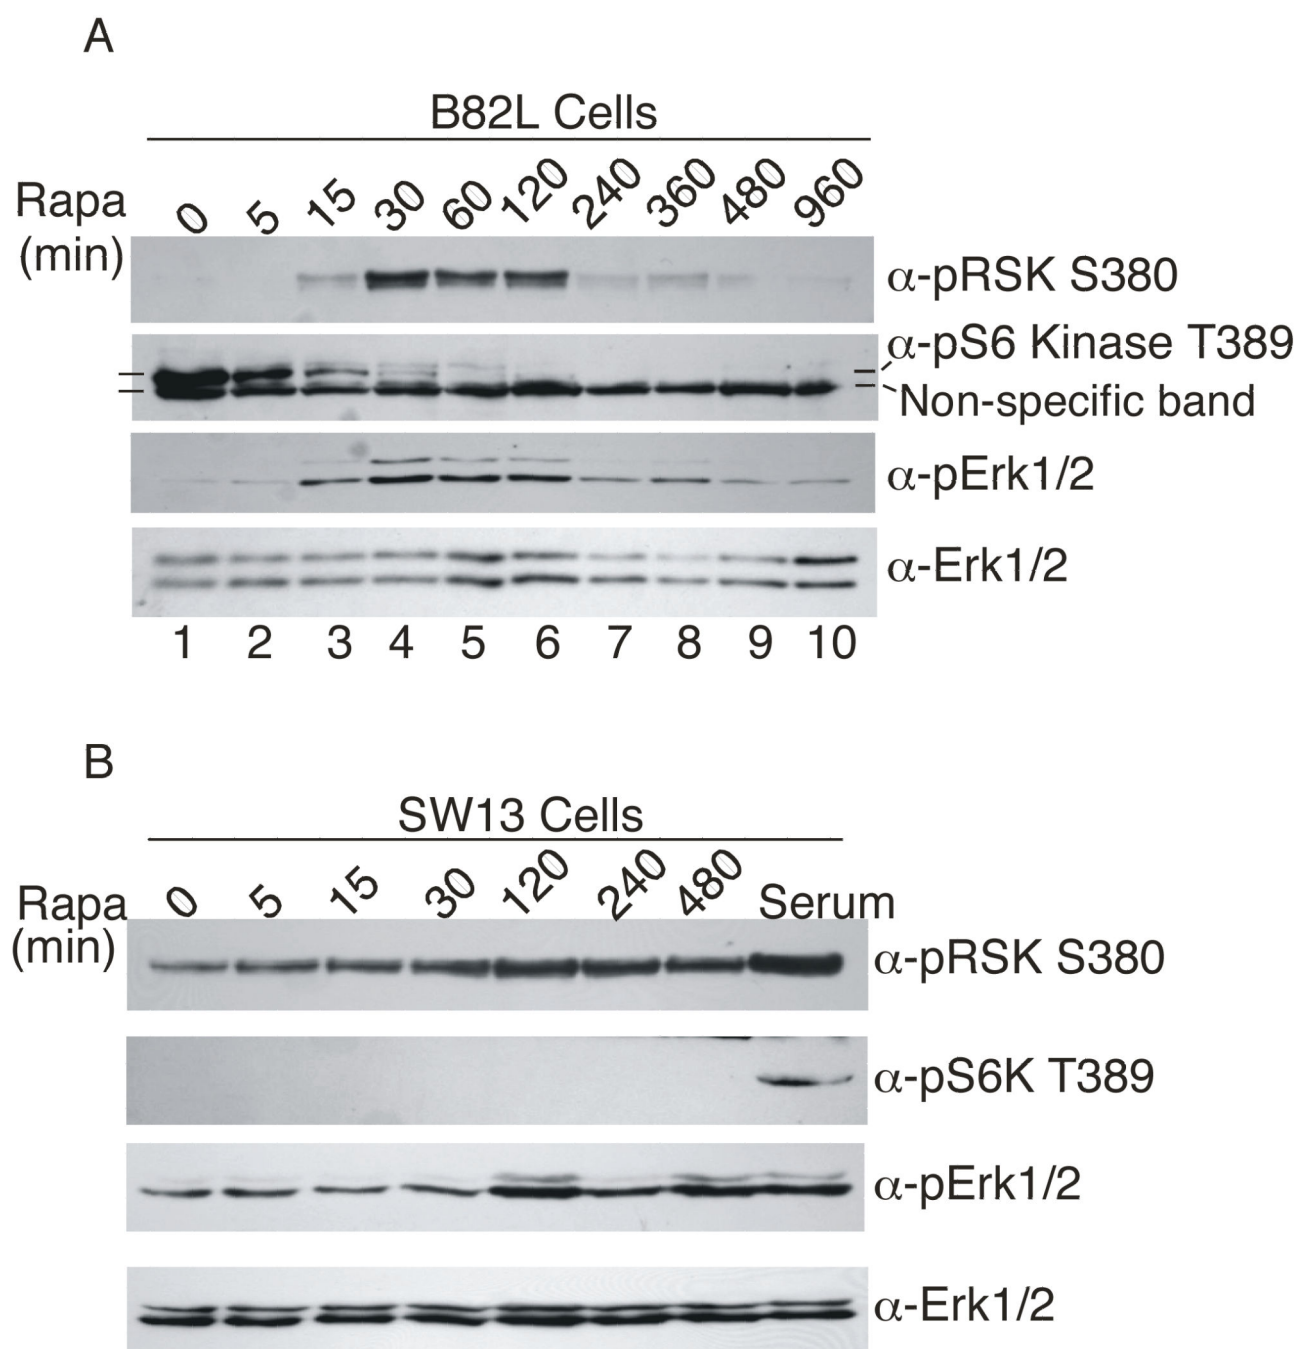 A
B82L Cells
Rapa (min) 0 5 15 30 60 120 240 360 480 960
α-pRSK S380
α-pS6 Kinase T389
Non-specific band
α-pErk1/2
α-Erk1/2
1 2 3 4 5 6 7 8 9 10
B
SW13 Cells
Rapa (min) 0 5 15 30 120 240 480 Serum
α-pRSK S380
α-pS6K T389
α-pErk1/2
α-Erk1/2